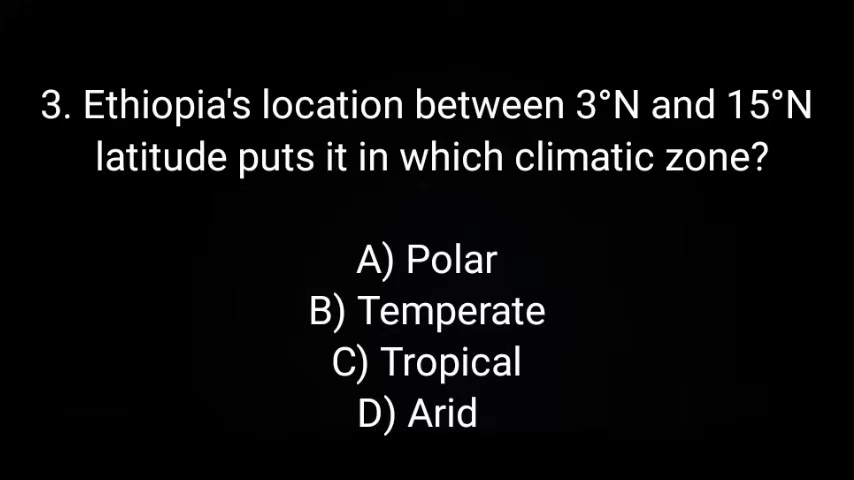 3. Ethiopia's location between 3°N and 15°N
latitude puts it in which climatic zone?
A) Polar
B) Temperate
C) Tropical
D) Arid